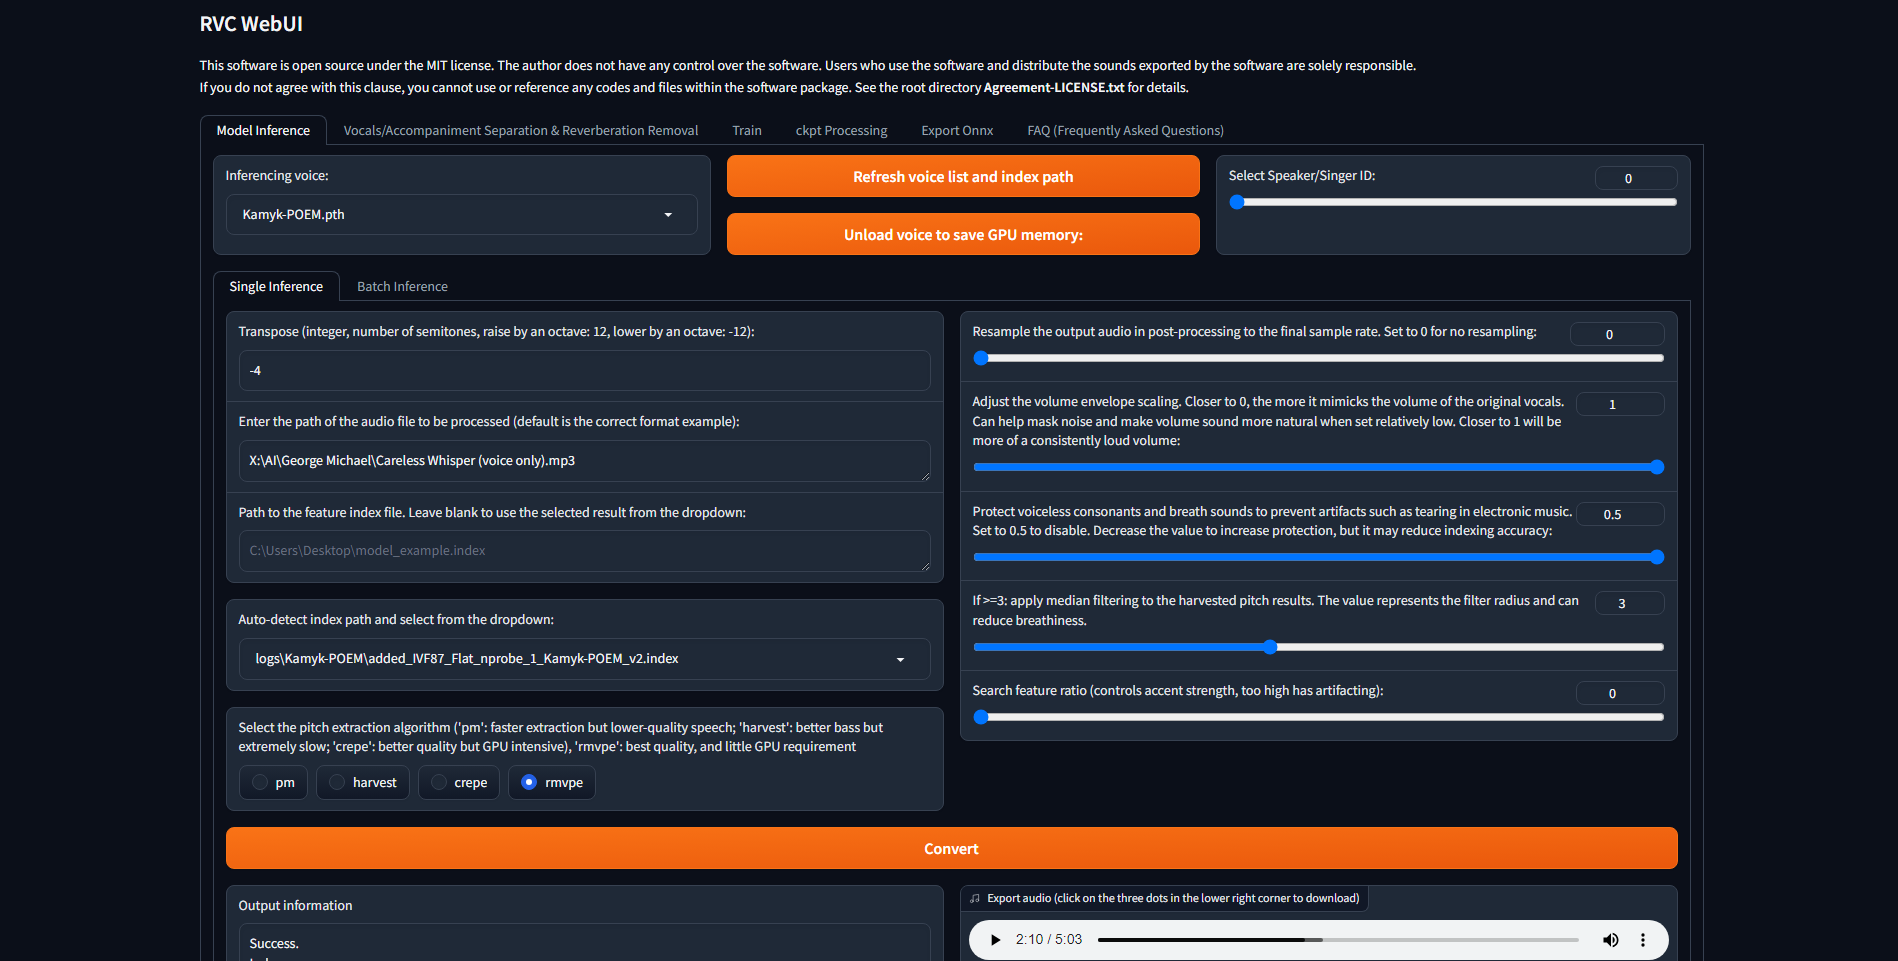 RVC WebUI
This software is open source under the MIT license. The author does not have any control over the software. Users who use the software and distribute the sounds exported by the software are solely responsible.
If you do not agree with this clause, you cannot use or reference any codes and files within the software package. See the root directory Agreement-LICENSE.txt for details.
Model Inference
Vocals/Accompaniment Separation & Reverberation Removal
Train
ckpt Processing
Export Onnx
FAQ (Frequently Asked Questions)
Inferencing voice:
Kamyk-POEM.pth
Refresh voice list and index path
Unload voice to save GPU memory:
Select Speaker/Singer ID:
0
Single Inference
Batch Inference
Transpose (integer, number of semitones, raise by an octave: 12, lower by an octave: -12):
-4
Enter the path of the audio file to be processed (default is the correct format example):
X:\AI\George Michael\Careless Whisper (voice only).mp3
Path to the feature index file. Leave blank to use the selected result from the dropdown:
C:\Users\Desktop\model_example.index
Auto-detect index path and select from the dropdown:
logs\Kamyk-POEM\added_IVF87_Flat_nprobe_1_Kamyk-POEM_v2.index
Select the pitch extraction algorithm ('pm': faster extraction but lower-quality speech; 'harvest': better bass but
extremely slow; 'crepe': better quality but GPU intensive), 'rmvpe': best quality, and little GPU requirement
pm
harvest
crepe
rmvpe
Resample the output audio in post-processing to the final sample rate. Set to 0 for no resampling:
0
Adjust the volume envelope scaling. Closer to 0, the more it mimicks the volume of the original vocals.
Can help mask noise and make volume sound more natural when set relatively low. Closer to 1 will be
more of a consistently loud volume:
1
Protect voiceless consonants and breath sounds to prevent artifacts such as tearing in electronic music.
Set to 0.5 to disable. Decrease the value to increase protection, but it may reduce indexing accuracy:
0.5
If >=3: apply median filtering to the harvested pitch results. The value represents the filter radius and can
reduce breathiness.
3
Search feature ratio (controls accent strength, too high has artifacting):
0
Convert
Output information
Success.
Export audio (click on the three dots in the lower right corner to download)
2:10 / 5:03